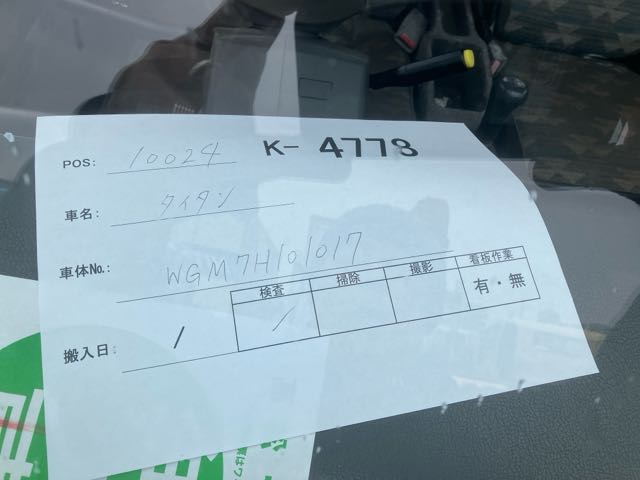 POS: 10024 K- 4778
車名: タイタン
車体No.: WGM7H101017
検査 掃除 撮影 看板作業
/ 有・無
搬入日: /